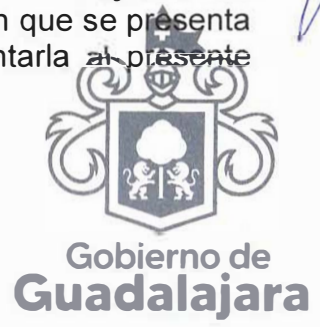 n que se presenta
ntarla al presente
Gobierno de
Guadalajara